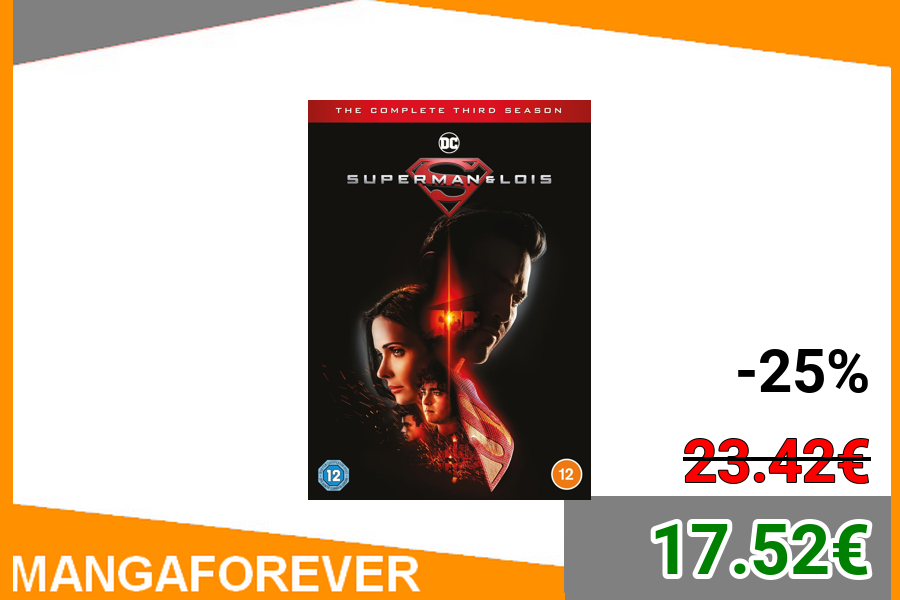 THE COMPLETE THIRD SEASON
DC
SUPERMAN & LOIS
12
12
-25%
23.42€
17.52€
MANGAFOREVER